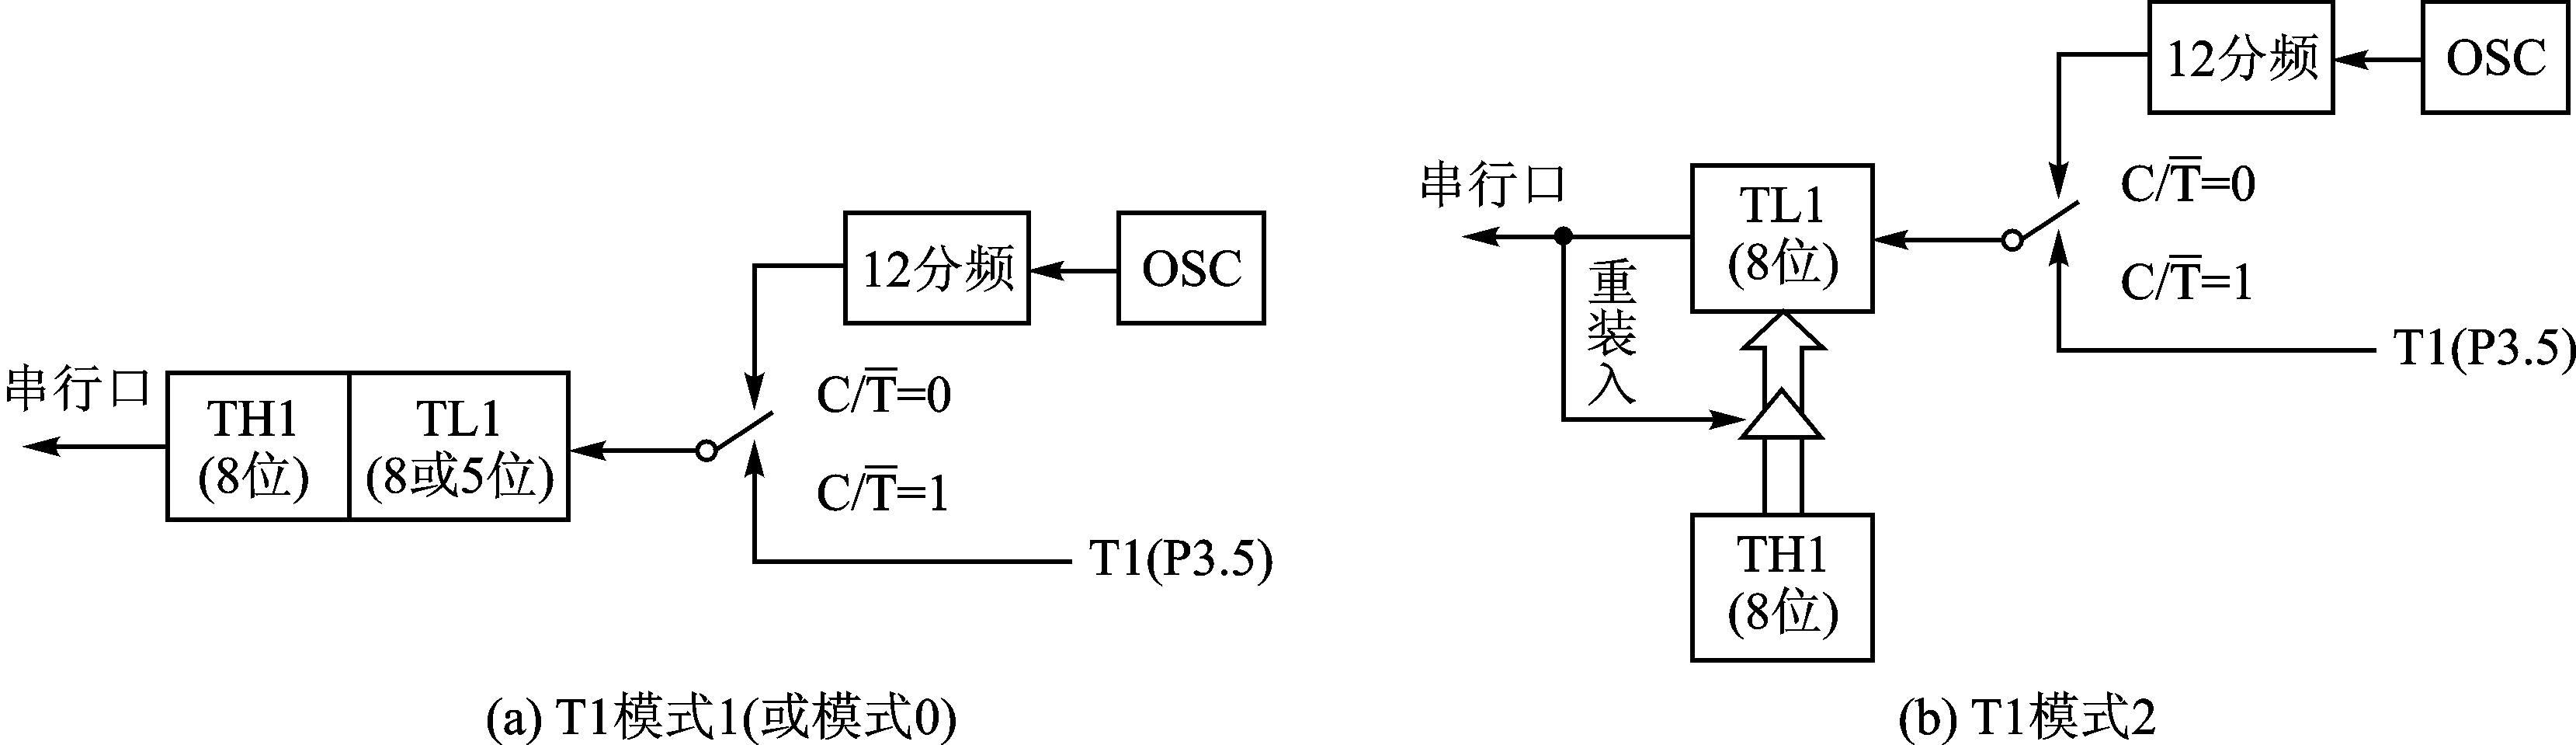 12分频
OSC
C/T̅=0
C/T̅=1
T1(P3.5)
串行口
TH1
(8位)
TL1
(8或5位)
(a) T1模式1(或模式0)
12分频
OSC
C/T̅=0
C/T̅=1
T1(P3.5)
串行口
TL1
(8位)
重装入
TH1
(8位)
(b) T1模式2